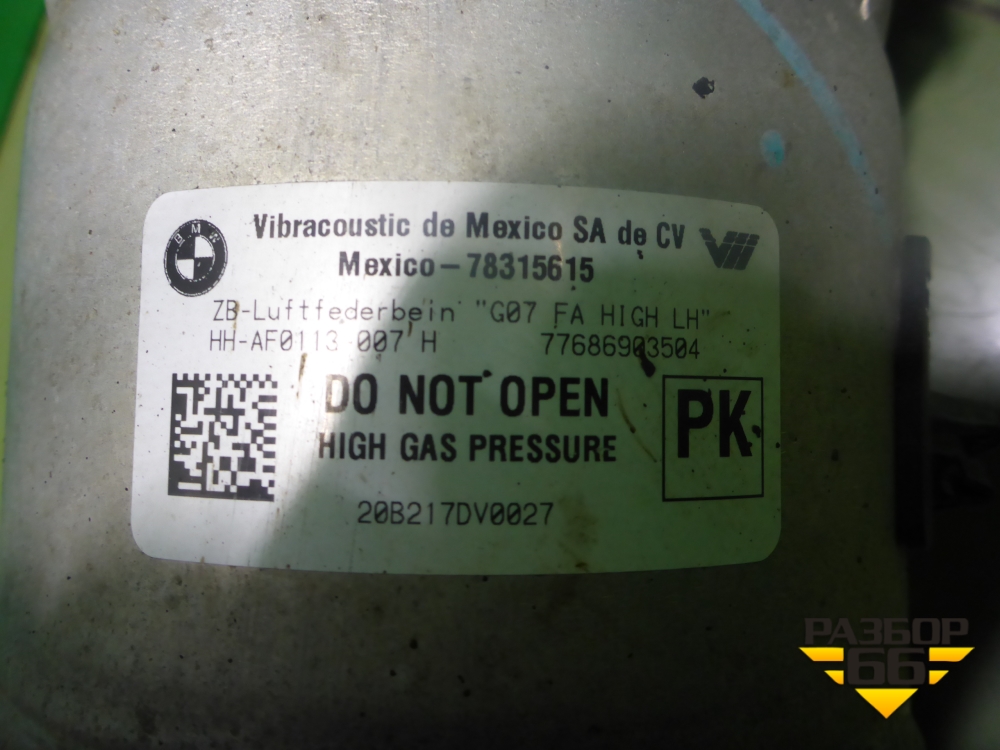 BMW
Vibracoustic de Mexico SA de CV
Mexico-78315615
ZB-Luftfederbein "G07 FA HIGH LH"
HH-AF0113 007 H 77686903504
DO NOT OPEN
HIGH GAS PRESSURE
PK
20B217DV0027
РАЗБОР
66